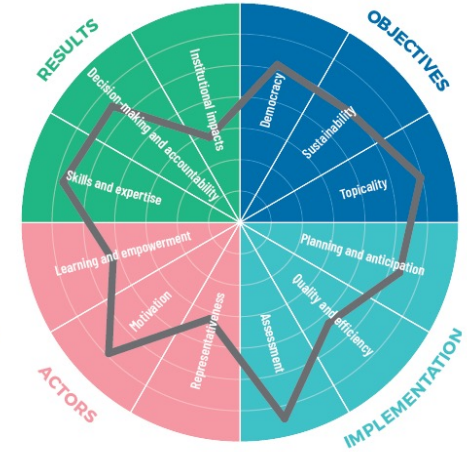 RESULTS
OBJECTIVES
Institutional impacts
Democracy
Decision-making and accountability
Sustainability
Skills and expertise
Topicality
Learning and empowerment
Planning and anticipation
Motivation
Quality and efficiency
Representativeness
Assessment
ACTORS
IMPLEMENTATION